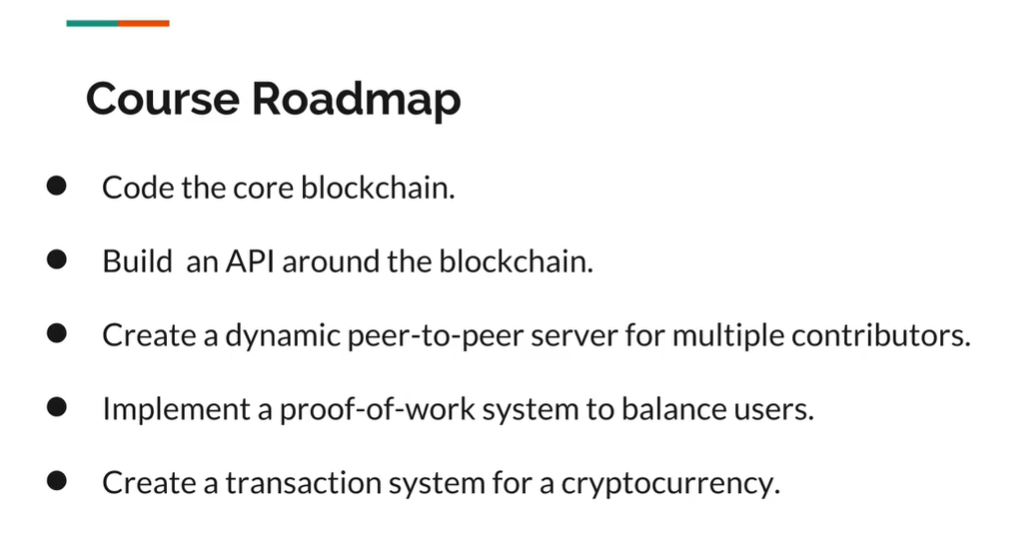 Course Roadmap
● Code the core blockchain.
● Build  an API around the blockchain.
● Create a dynamic peer-to-peer server for multiple contributors.
● Implement a proof-of-work system to balance users.
● Create a transaction system for a cryptocurrency.